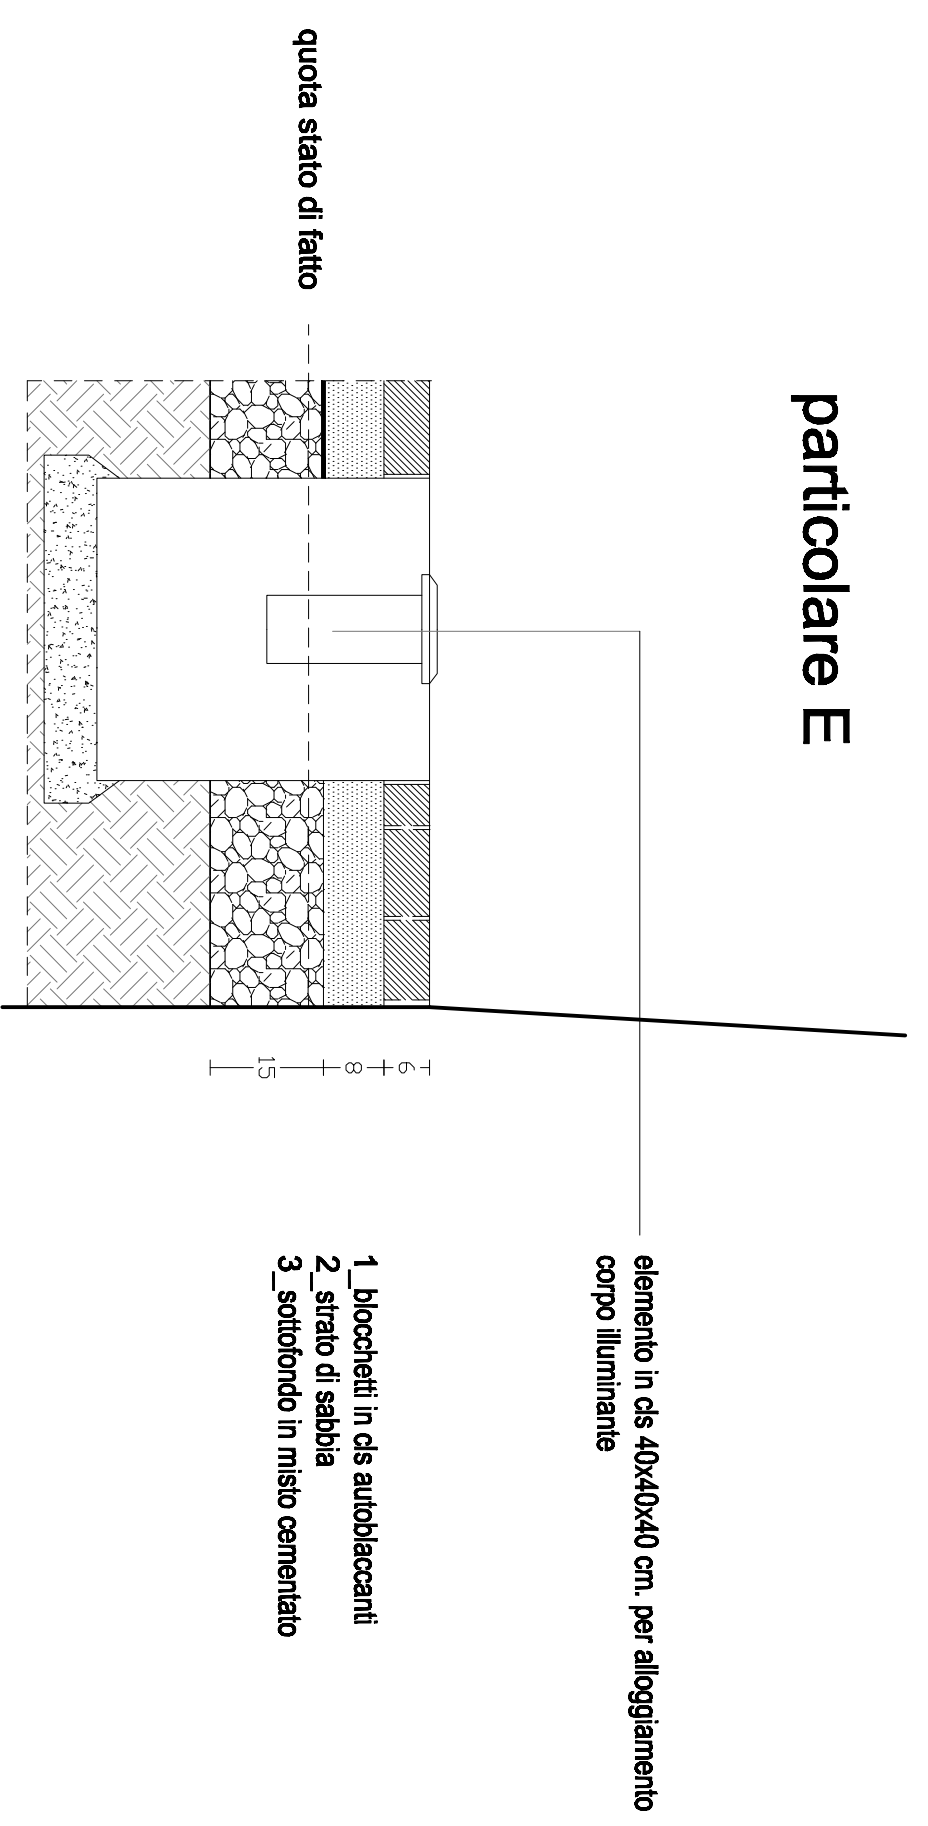 particolare E
elemento in cls 40x40x40 cm. per alloggiamento
corpo illuminante
quota stato di fatto
6
8
15
1_blocchetti in cls autoblaccanti
2_strato di sabbia
3_sottofondo in misto cementato